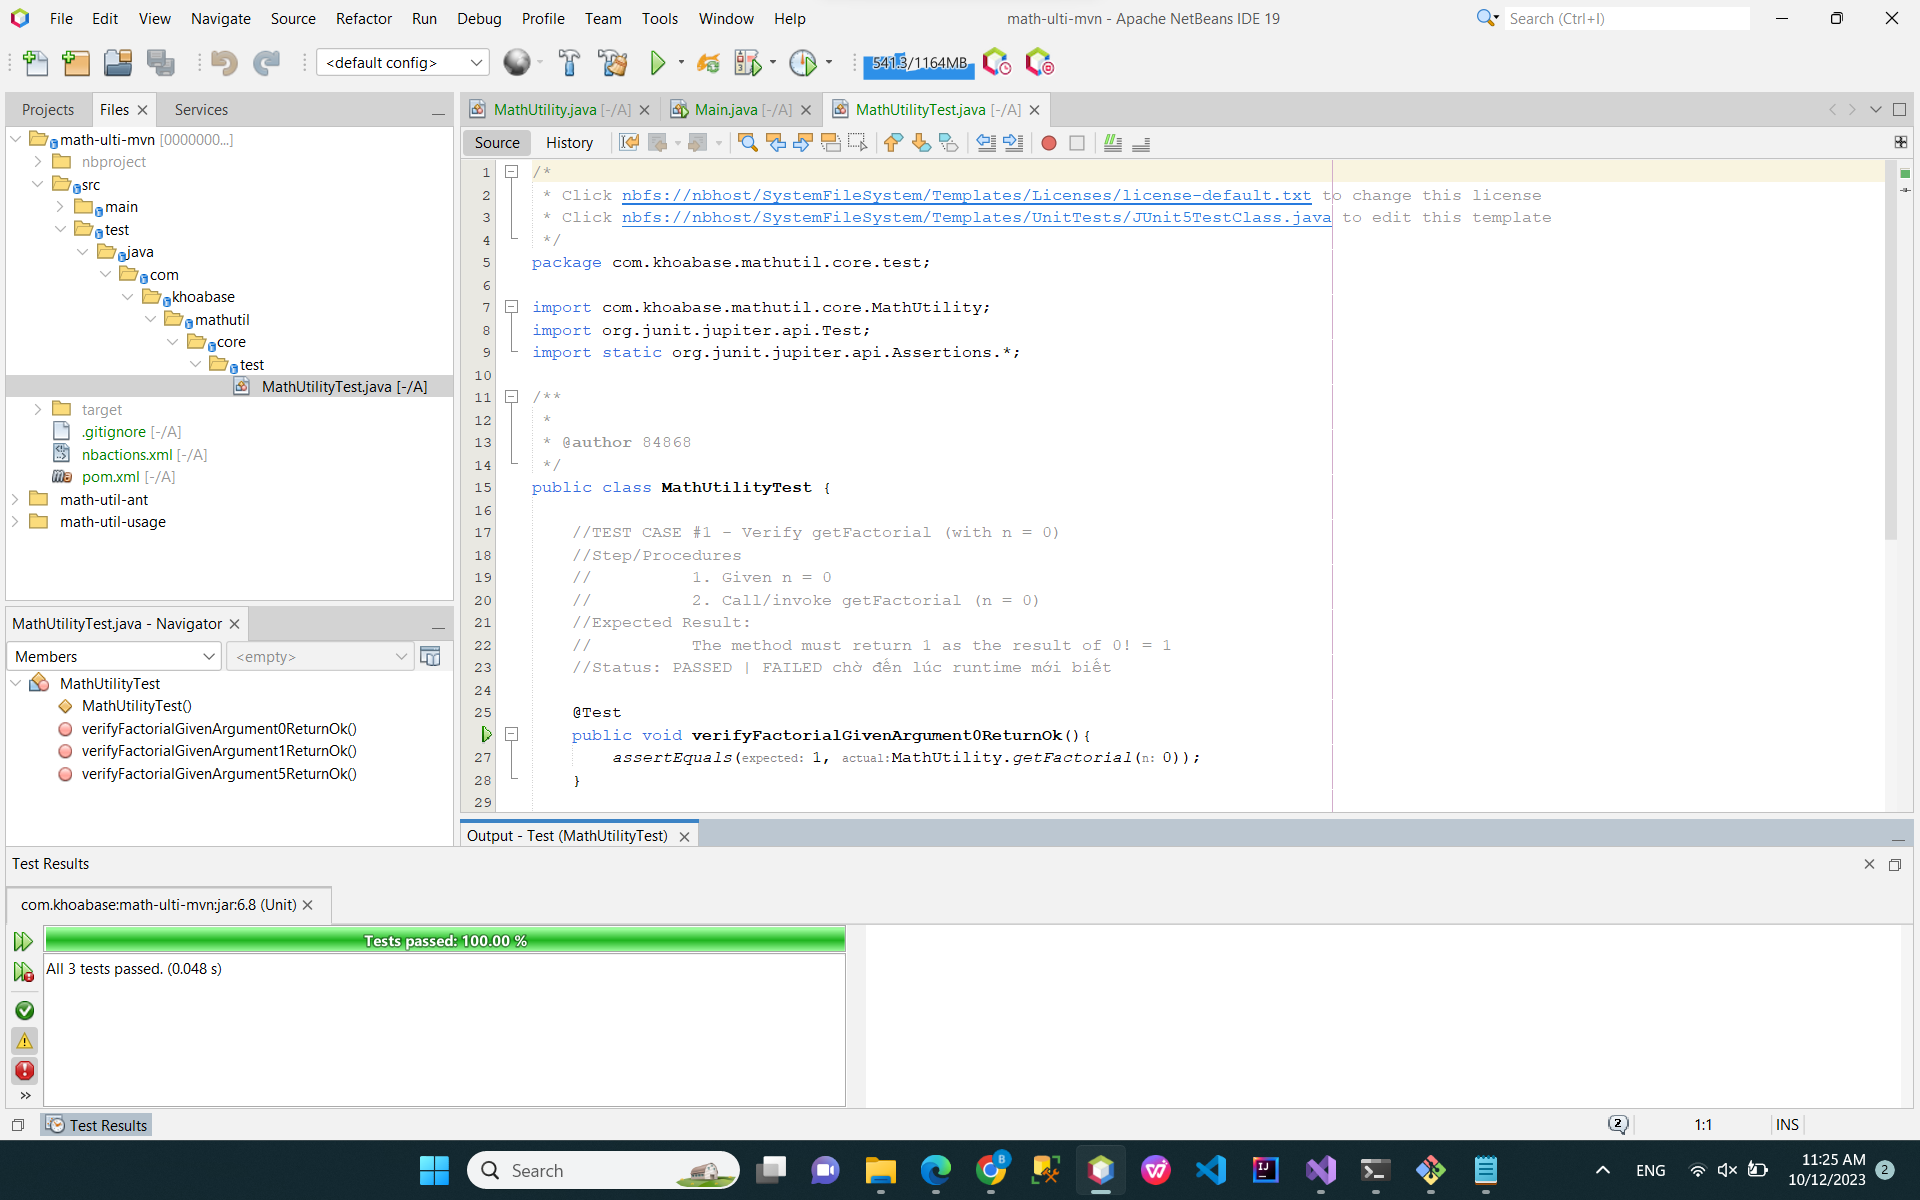 File Edit View Navigate Source Refactor Run Debug Profile Team Tools Window Help
math-ulti-mvn - Apache NetBeans IDE 19
Search (Ctrl+I)
<default config>
541.3/1164MB
Projects
Files
Services
math-ulti-mvn [0000000...]
nbproject
src
main
test
java
com
khoabase
mathutil
core
test
MathUtilityTest.java [-/A]
target
.gitignore [-/A]
nbactions.xml [-/A]
pom.xml [-/A]
math-util-ant
math-util-usage
MathUtilityTest.java - Navigator
Members
<empty>
MathUtilityTest
MathUtilityTest()
verifyFactorialGivenArgument0ReturnOk()
verifyFactorialGivenArgument1ReturnOk()
verifyFactorialGivenArgument5ReturnOk()
MathUtility.java [-/A]
Main.java [-/A]
MathUtilityTest.java [-/A]
Source History
1 /*
2 * Click nbfs://nbhost/SystemFileSystem/Templates/Licenses/license-default.txt to change this license
3 * Click nbfs://nbhost/SystemFileSystem/Templates/UnitTests/JUnit5TestClass.java to edit this template
4 */
5 package com.khoabase.mathutil.core.test;
6
7 import com.khoabase.mathutil.core.MathUtility;
8 import org.junit.jupiter.api.Test;
9 import static org.junit.jupiter.api.Assertions.*;
10
11 /**
12 *
13 * @author 84868
14 */
15 public class MathUtilityTest {
16
17 //TEST CASE #1 - Verify getFactorial (with n = 0)
18 //Step/Procedures
19 // 1. Given n = 0
20 // 2. Call/invoke getFactorial (n = 0)
21 //Expected Result:
22 // The method must return 1 as the result of 0! = 1
23 //Status: PASSED | FAILED chờ đến lúc runtime mới biết
24
25 @Test
public void verifyFactorialGivenArgument0ReturnOk(){
27 assertEquals(expected: 1, actual:MathUtility.getFactorial(n: 0));
28 }
29
Output - Test (MathUtilityTest)
Test Results
com.khoabase:math-ulti-mvn:jar:6.8 (Unit)
Tests passed: 100.00 %
All 3 tests passed. (0.048 s)
Test Results
2
1:1
INS
Search
B
ENG
11:25 AM
10/12/2023
2